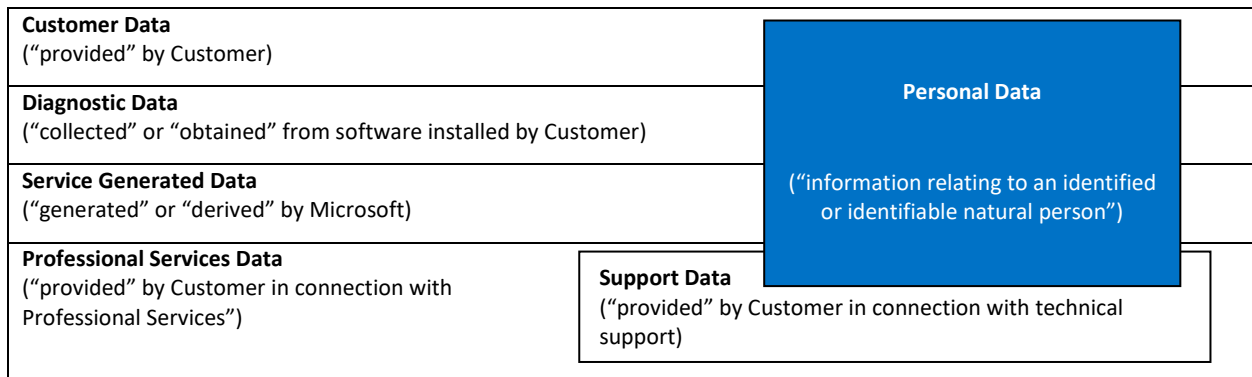 Customer Data
(“provided” by Customer)
Diagnostic Data
(“collected” or “obtained” from software installed by Customer)
Service Generated Data
(“generated” or “derived” by Microsoft)
Professional Services Data
(“provided” by Customer in connection with
Professional Services”)
Personal Data
(“information relating to an identified
or identifiable natural person”)
Support Data
(“provided” by Customer in connection with technical
support)